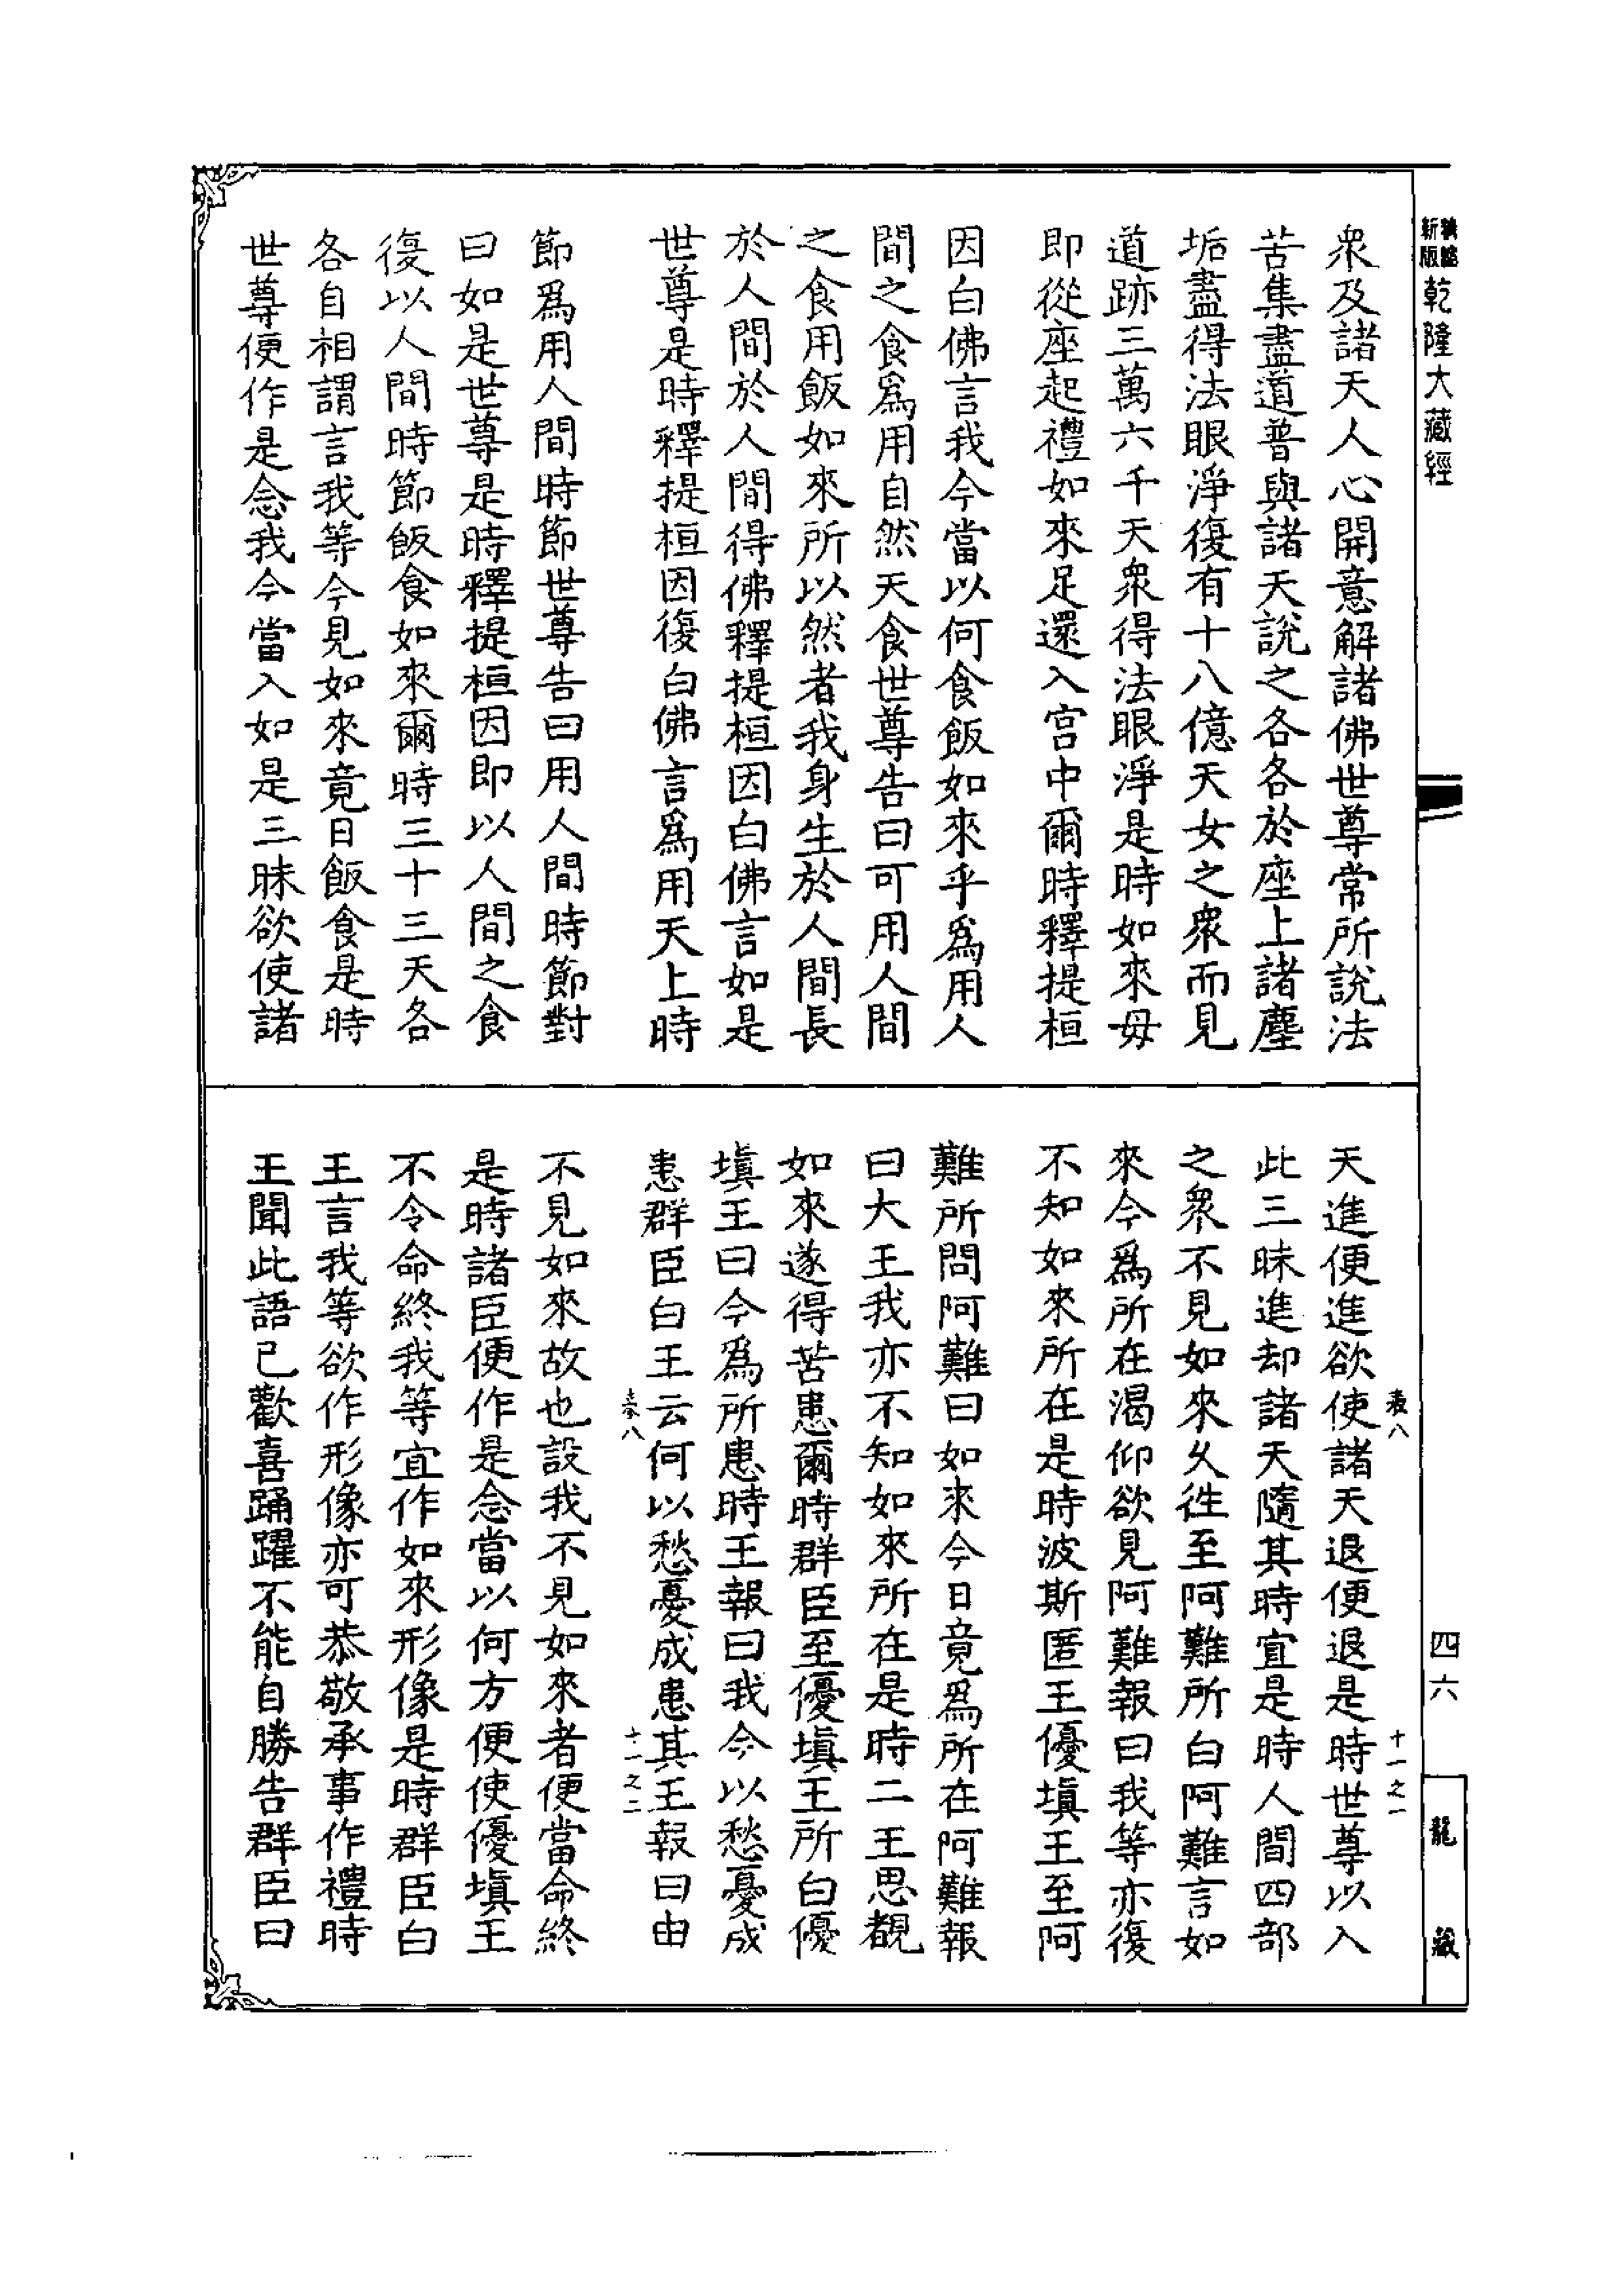 新版
乾隆大藏經
衆及諸天人心開意解諸佛世尊常所說法
苦集盡道普與諸天說之各各於座上諸塵
垢盡得法眼淨復有十八億天女之衆而見
道跡三萬六千天衆得法眼淨是時如來毋
即從座起禮如來足還入宮中爾時釋提桓
因白佛言我今當以何食飯如來乎爲用人
間之食爲用自然天食世尊告曰可用人間
之食用飯如來所以然者我身生於人間長
於人間於人間得佛釋提桓因白佛言如是
世尊是時釋提桓因復白佛言爲用天上時
節爲用人間時節世尊告曰用人間時節對
曰如是世尊是時釋提桓因即以人間之食
復以人間時節飯食如來爾時三十三天各
各自相謂言我等今見如來竟日飯食是時
世尊便作是念我今當入如是三昧欲使諸
天進便進欲使諸天退便退是時世尊以入
此三昧進却諸天隨其時宜是時人間四部
之衆不見如來久徃至阿難所白阿難言如
來今爲所在渴仰欲見阿難報曰我等亦復
不知如來所在是時波斯匿王優填王至阿
難所問阿難曰如來今日竟爲所在阿難報
曰大王我亦不知如來所在是時二王思覩
如來遂得苦患爾時群臣至優填王所白優
填王曰今爲所患時王報曰我今以愁憂成
患群臣白王云何以愁憂成患其王報曰由
不見如來故也設我不見如來者便當命終
是時諸臣便作是念當以何方便使優填王
不令命終我等宜作如來形像是時群臣白
王言我等欲作形像亦可恭敬承事作禮時
王聞此語已歡喜踊躍不能自勝告群臣曰
八
十一之一
八
十一之二
四六
龍藏